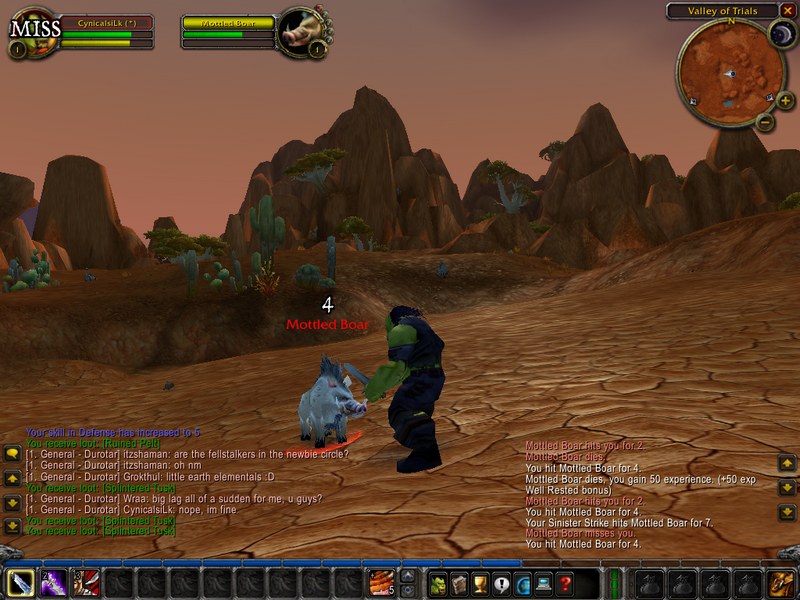 MISS
CynicalsiLk (*)
Mottled Boar
Valley of Trials
N
1
1
4
Mottled Boar
Your skill in Defense has increased to 5
You receive loot: [Ruined Pelt]
[1. General - Durotar] itzshaman: are the fellstalkers in the newbie circle?
[1. General - Durotar] itzshaman: oh nm
[1. General - Durotar] Grokthul: little earth elementals :D
You receive loot: [Splintered Tusk]
[1. General - Durotar] Wraa: big lag all of a sudden for me, u guys?
[1. General - Durotar] CynicalsiLk: nope, im fine
You receive loot: [Splintered Tusk]
You receive loot: [Splintered Tusk]
Mottled Boar hits you for 2.
Mottled Boar dies.
You hit Mottled Boar for 4.
Mottled Boar dies, you gain 50 experience. (+50 exp
Well Rested bonus)
Mottled Boar hits you for 2.
You hit Mottled Boar for 4.
Your Sinister Strike hits Mottled Boar for 7.
Mottled Boar misses you.
You hit Mottled Boar for 4.
2
3
5